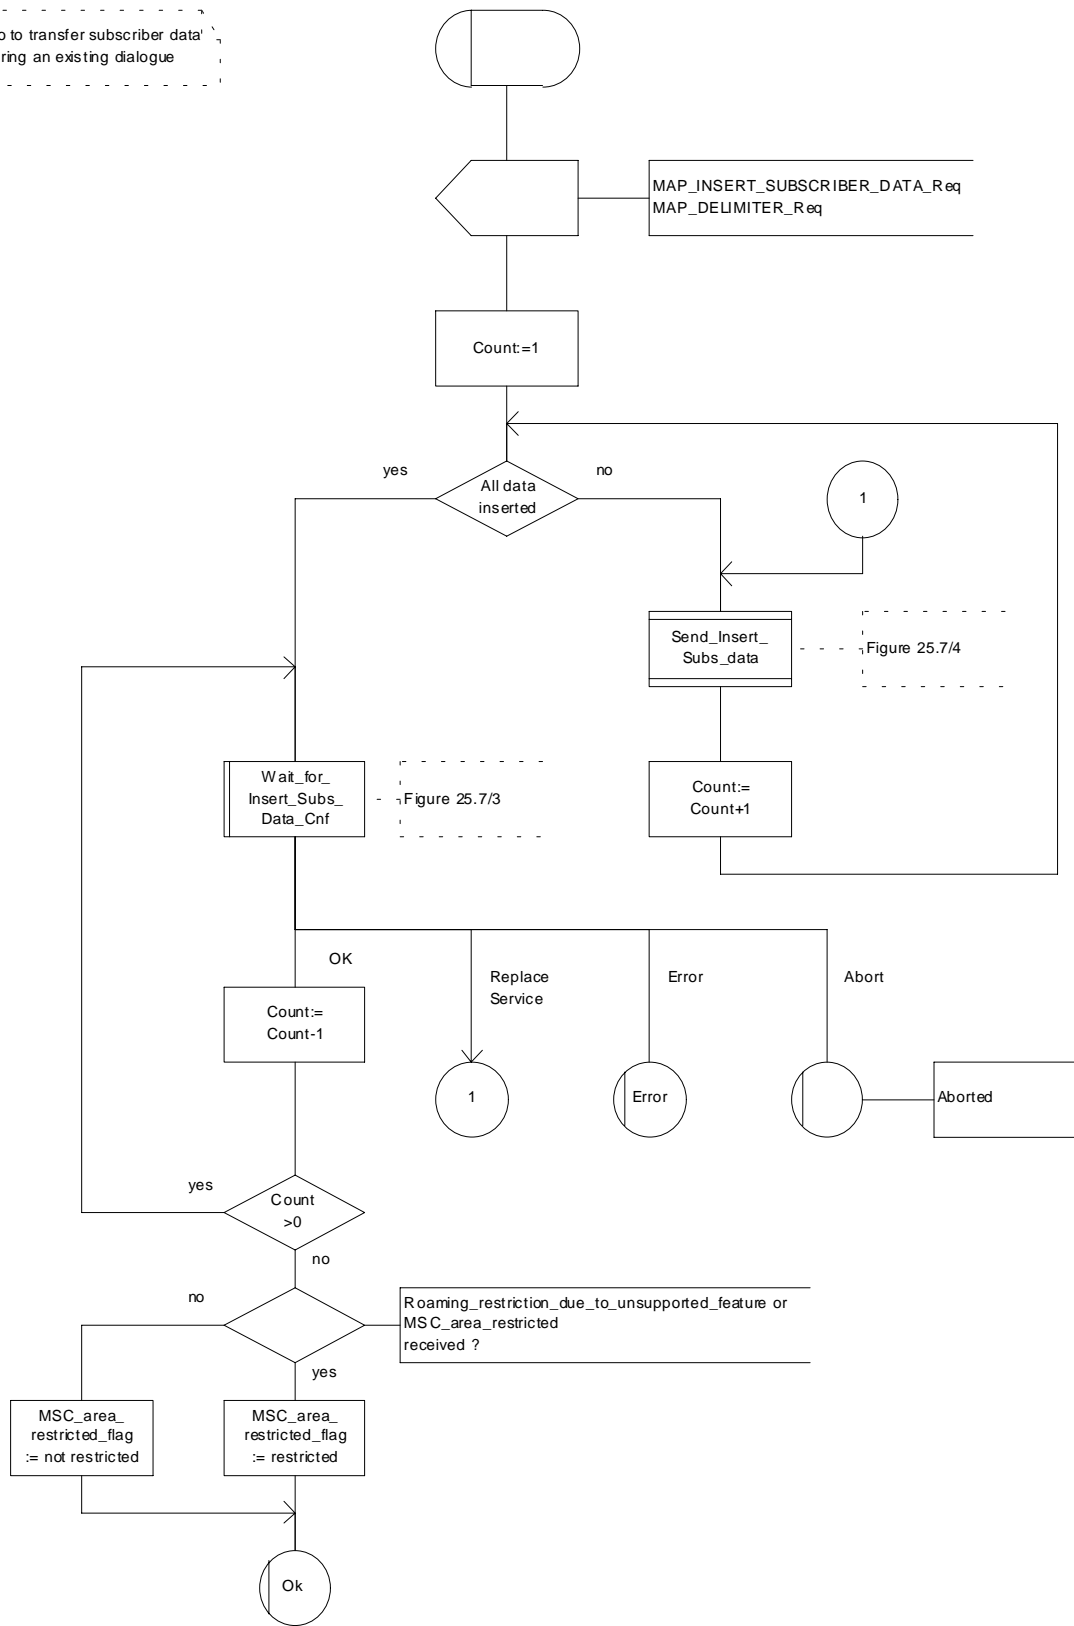 to transfer subscriber data
an existing dialogue
MAP_INSERT_SUBSCRIBER_DATA_Req
MAP_DELIMITER_Req
Count:=1
yes
no
All data
inserted
1
Send_Insert_
Subs_data
Figure 25.7/4
Wait_for_
Insert_Subs_
Data_Cnf
Figure 25.7/3
Count:=
Count+1
OK
Replace
Service
Error
Abort
Count:=
Count-1
1
Error
Aborted
yes
Count
>0
no
no
Roaming_restriction_due_to_unsupported_feature or
MSC_area_restricted
received ?
yes
MSC_area_
restricted_flag
:= not restricted
MSC_area_
restricted_flag
:= restricted
Ok